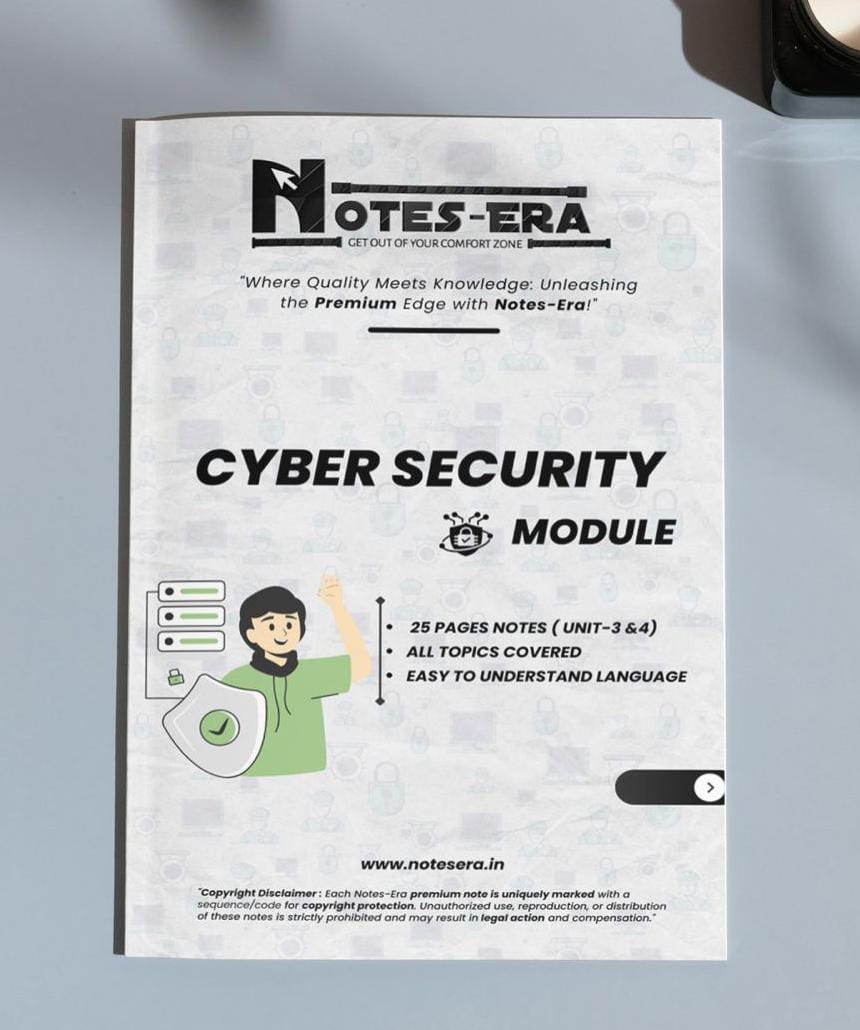 NOTES-ERA
GET OUT OF YOUR COMFORT ZONE
"Where Quality Meets Knowledge: Unleashing
the Premium Edge with Notes-Era!"
CYBER SECURITY
MODULE
• 25 PAGES NOTES ( UNIT-3 &4)
• ALL TOPICS COVERED
• EASY TO UNDERSTAND LANGUAGE
www.notesera.in
"Copyright Disclaimer : Each Notes-Era premium note is uniquely marked with a
sequence/code for copyright protection. Unauthorized use, reproduction, or distribution
of these notes is strictly prohibited and may result in legal action and compensation."